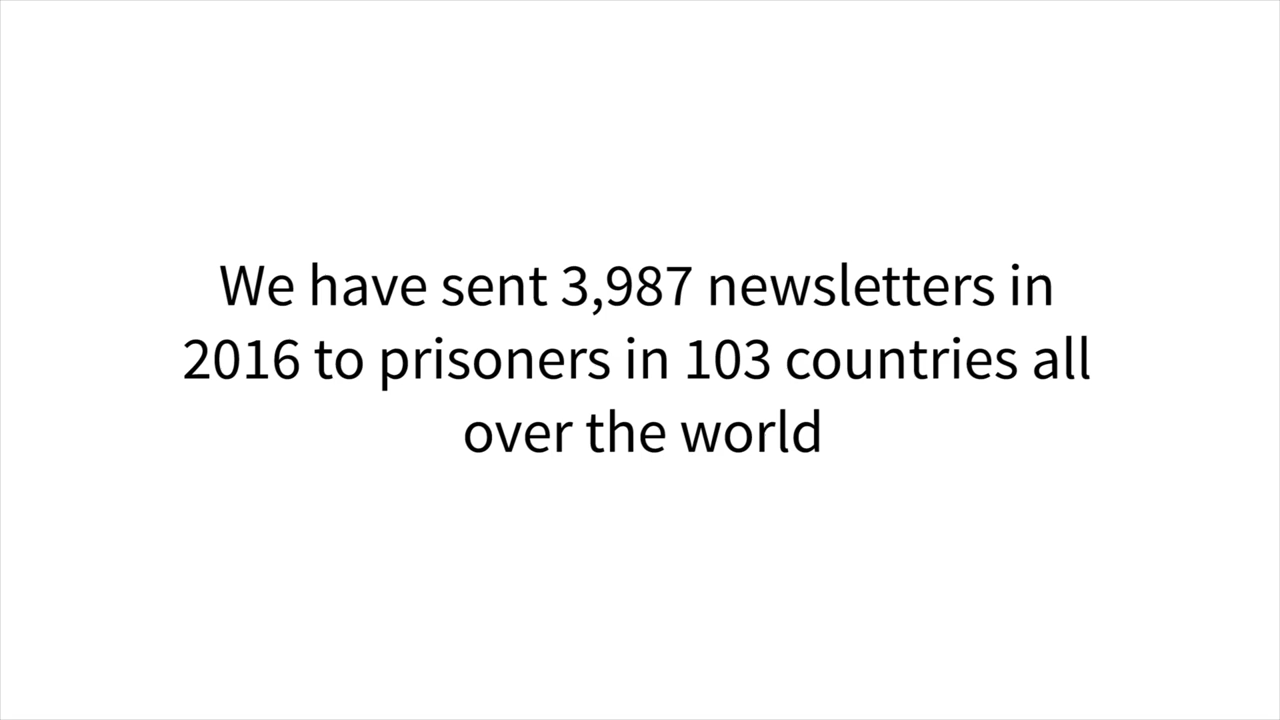 We have sent 3,987 newsletters in
2016 to prisoners in 103 countries all
over the world